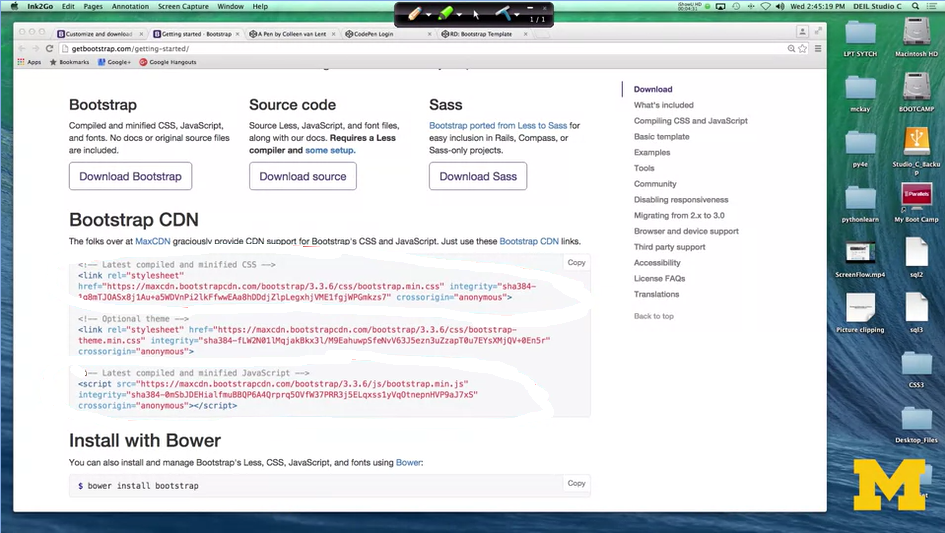 Ink2Go Edit Pages Annotation Screen Capture Window Help
Wed 2:45:19 PM DEIL Studio C
1/1
Customize and download
Getting started · Bootstrap
A Pen by Colleen van Lent
CodePen Login
RD: Bootstrap Template
getbootstrap.com/getting-started/
Apps Bookmarks Google+ Google Hangouts
Bootstrap
Compiled and minified CSS, JavaScript,
and fonts. No docs or original source files
are included.
Download Bootstrap
Source code
Source Less, JavaScript, and font files,
along with our docs. Requires a Less
compiler and some setup.
Download source
Sass
Bootstrap ported from Less to Sass for
easy inclusion in Rails, Compass, or
Sass-only projects.
Download Sass
Bootstrap CDN
The folks over at MaxCDN graciously provide CDN support for Bootstrap's CSS and JavaScript. Just use these Bootstrap CDN links.
Copy
<!-- Latest compiled and minified CSS -->
<link rel="stylesheet"
href="https://maxcdn.bootstrapcdn.com/bootstrap/3.3.6/css/bootstrap.min.css" integrity="sha384-
1q8mTJOASx8j1Au+a5WDVnPi2lkFfwwEAa8hDDdjZlpLegxhjVME1fgjWPGmkzs7" crossorigin="anonymous">
<!-- Optional theme -->
<link rel="stylesheet" href="https://maxcdn.bootstrapcdn.com/bootstrap/3.3.6/css/bootstrap-
theme.min.css" integrity="sha384-fLW2N01lMqjakBkx3l/M9EahuwpSfeNvV63J5ezn3uZzapT0u7EYsXMjQV+0En5r"
crossorigin="anonymous">
<!-- Latest compiled and minified JavaScript -->
<script src="https://maxcdn.bootstrapcdn.com/bootstrap/3.3.6/js/bootstrap.min.js"
integrity="sha384-0mSbJDEHialfmuBBQP6A4Qrprq5OVfW37PRR3j5ELqxss1yVqOtnepnHVP9aJ7xS"
crossorigin="anonymous"></script>
Install with Bower
You can also install and manage Bootstrap's Less, CSS, JavaScript, and fonts using Bower:
Copy
$ bower install bootstrap
Download
What's included
Compiling CSS and JavaScript
Basic template
Examples
Tools
Community
Disabling responsiveness
Migrating from 2.x to 3.0
Browser and device support
Third party support
Accessibility
License FAQs
Translations
Back to top
LPT-SYTCH
Macintosh HD
mckay
BOOTCAMP
py4e
Studio_C_Backu
p
pythonlearn
Parallels
My Boot Camp
ScreenFlow.mp4
sql2
Picture clipping
sql3
CSS3
Desktop_Files
M